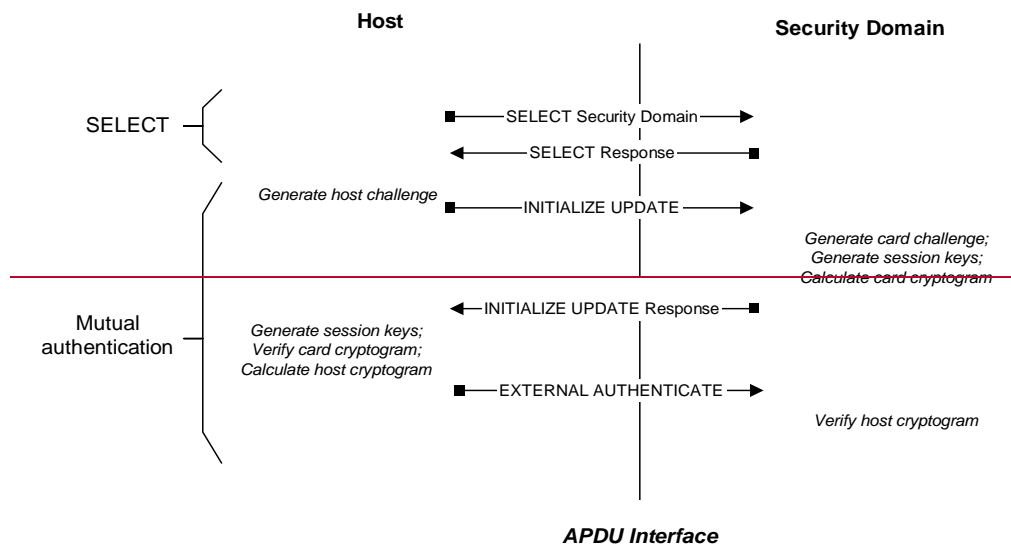 Host
Security Domain
SELECT
SELECT Security Domain
SELECT Response
Generate host challenge
INITIALIZE UPDATE
Generate card challenge;
Generate session keys;
Calculate card cryptogram
Mutual
authentication
INITIALIZE UPDATE Response
Generate session keys;
Verify card cryptogram;
Calculate host cryptogram
EXTERNAL AUTHENTICATE
Verify host cryptogram
APDU Interface